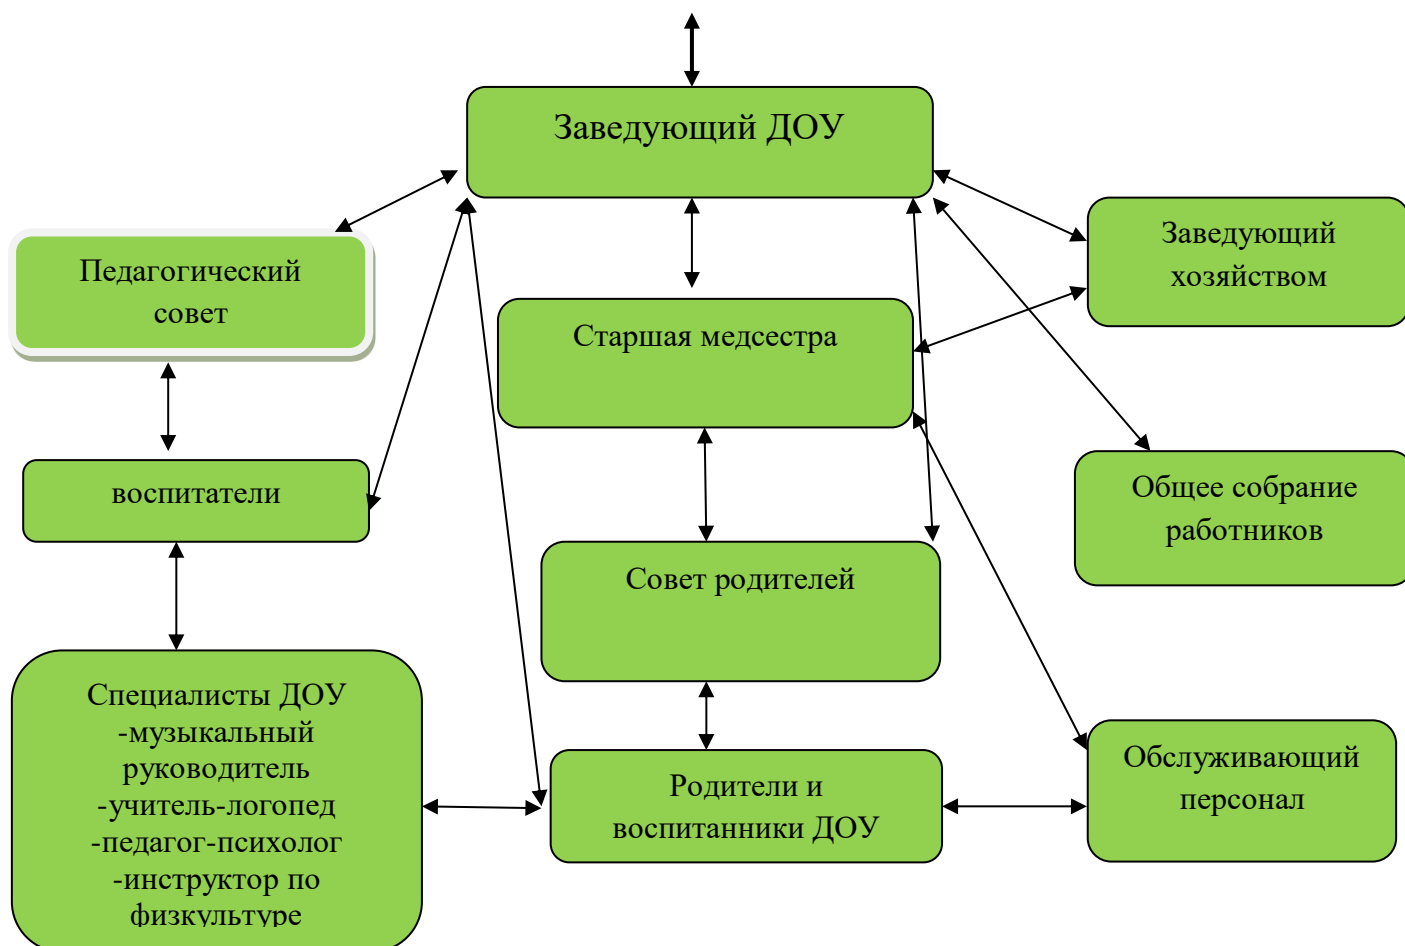 Заведующий ДОУ
Педагогический
совет
Заведующий
хозяйством
Старшая медсестра
воспитатели
Общее собрание
работников
Совет родителей
Специалисты ДОУ
-музыкальный
руководитель
-учитель-логопед
-педагог-психолог
-инструктор по
физкультуре
Родители и
воспитанники ДОУ
Обслуживающий
персонал